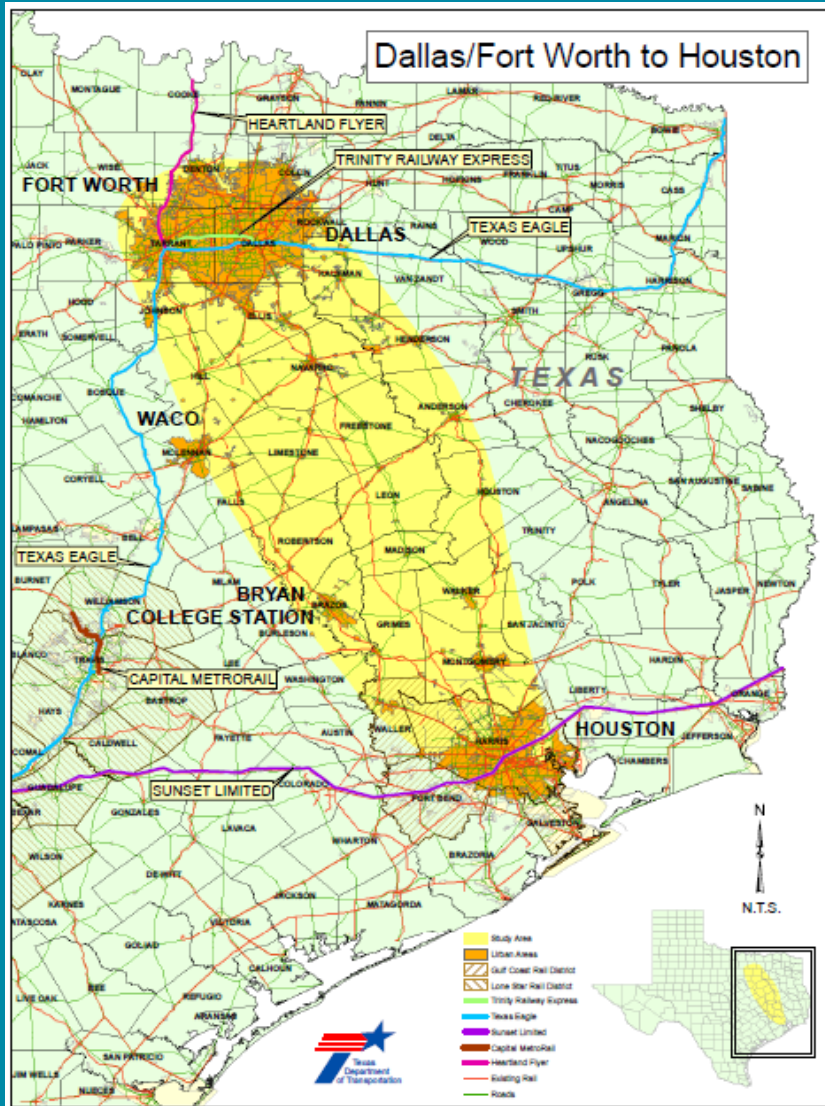 Dallas/Fort Worth to Houston
CLAY
MONTAGUE
COOKE
GRAYSON
FANNIN
LAMAR
RED RIVER
BOWIE
HEARTLAND FLYER
DELTA
TITUS
FRANKLIN
MORRIS
CASS
JACK
WISE
DENTON
COLLIN
HUNT
HOPKINS
TRINITY RAILWAY EXPRESS
FORT WORTH
ROCKWALL
RAINS
CAMP
WOOD
UPSHUR
MARION
TEXAS EAGLE
PALO PINTO
PARKER
TARRANT
DALLAS
DALLAS
KAUFMAN
VAN ZANDT
GREGG
HARRISON
HOOD
JOHNSON
ELLIS
SMITH
ERATH
SOMERVELL
HENDERSON
RUSK
PANOLA
HILL
NAVARRO
TEXAS
COMANCHE
BOSQUE
ANDERSON
CHEROKEE
SHELBY
HAMILTON
WACO
FREESTONE
NACOGDOCHES
MCLENNAN
LIMESTONE
CORYELL
LEON
HOUSTON
SAN AUGUSTINE
SABINE
FALLS
ANGELINA
LAMPASAS
BELL
ROBERTSON
MADISON
TRINITY
TEXAS EAGLE
BURNET
MILAM
WALKER
POLK
TYLER
JASPER
NEWTON
WILLIAMSON
BRYAN
COLLEGE STATION
BRAZOS
GRIMES
SAN JACINTO
BURLESON
BLANCO
TRAVIS
LEE
MONTGOMERY
HARDIN
CAPITAL METRORAIL
WASHINGTON
LIBERTY
ORANGE
HAYS
BASTROP
AUSTIN
WALLER
HOUSTON
JEFFERSON
COMAL
CALDWELL
FAYETTE
HARRIS
CHAMBERS
GUADALUPE
SUNSET LIMITED
COLORADO
FORT BEND
BEXAR
GONZALES
GALVESTON
LAVACA
WHARTON
WILSON
BRAZORIA
DE WITT
KARNES
JACKSON
MATAGORDA
ATASCOSA
VICTORIA
GOLIAD
CALHOUN
BEE
LIVE OAK
REFUGIO
ARANSAS
SAN PATRICIO
JIM WELLS
NUECES
N
N.T.S.
Study Area
Urban Areas
Gulf Coast Rail District
Lone Star Rail District
Trinity Railway Express
Texas Eagle
Sunset Limited
Capital MetroRail
Heartland Flyer
Existing Rail
Roads
Texas
Department
of Transportation